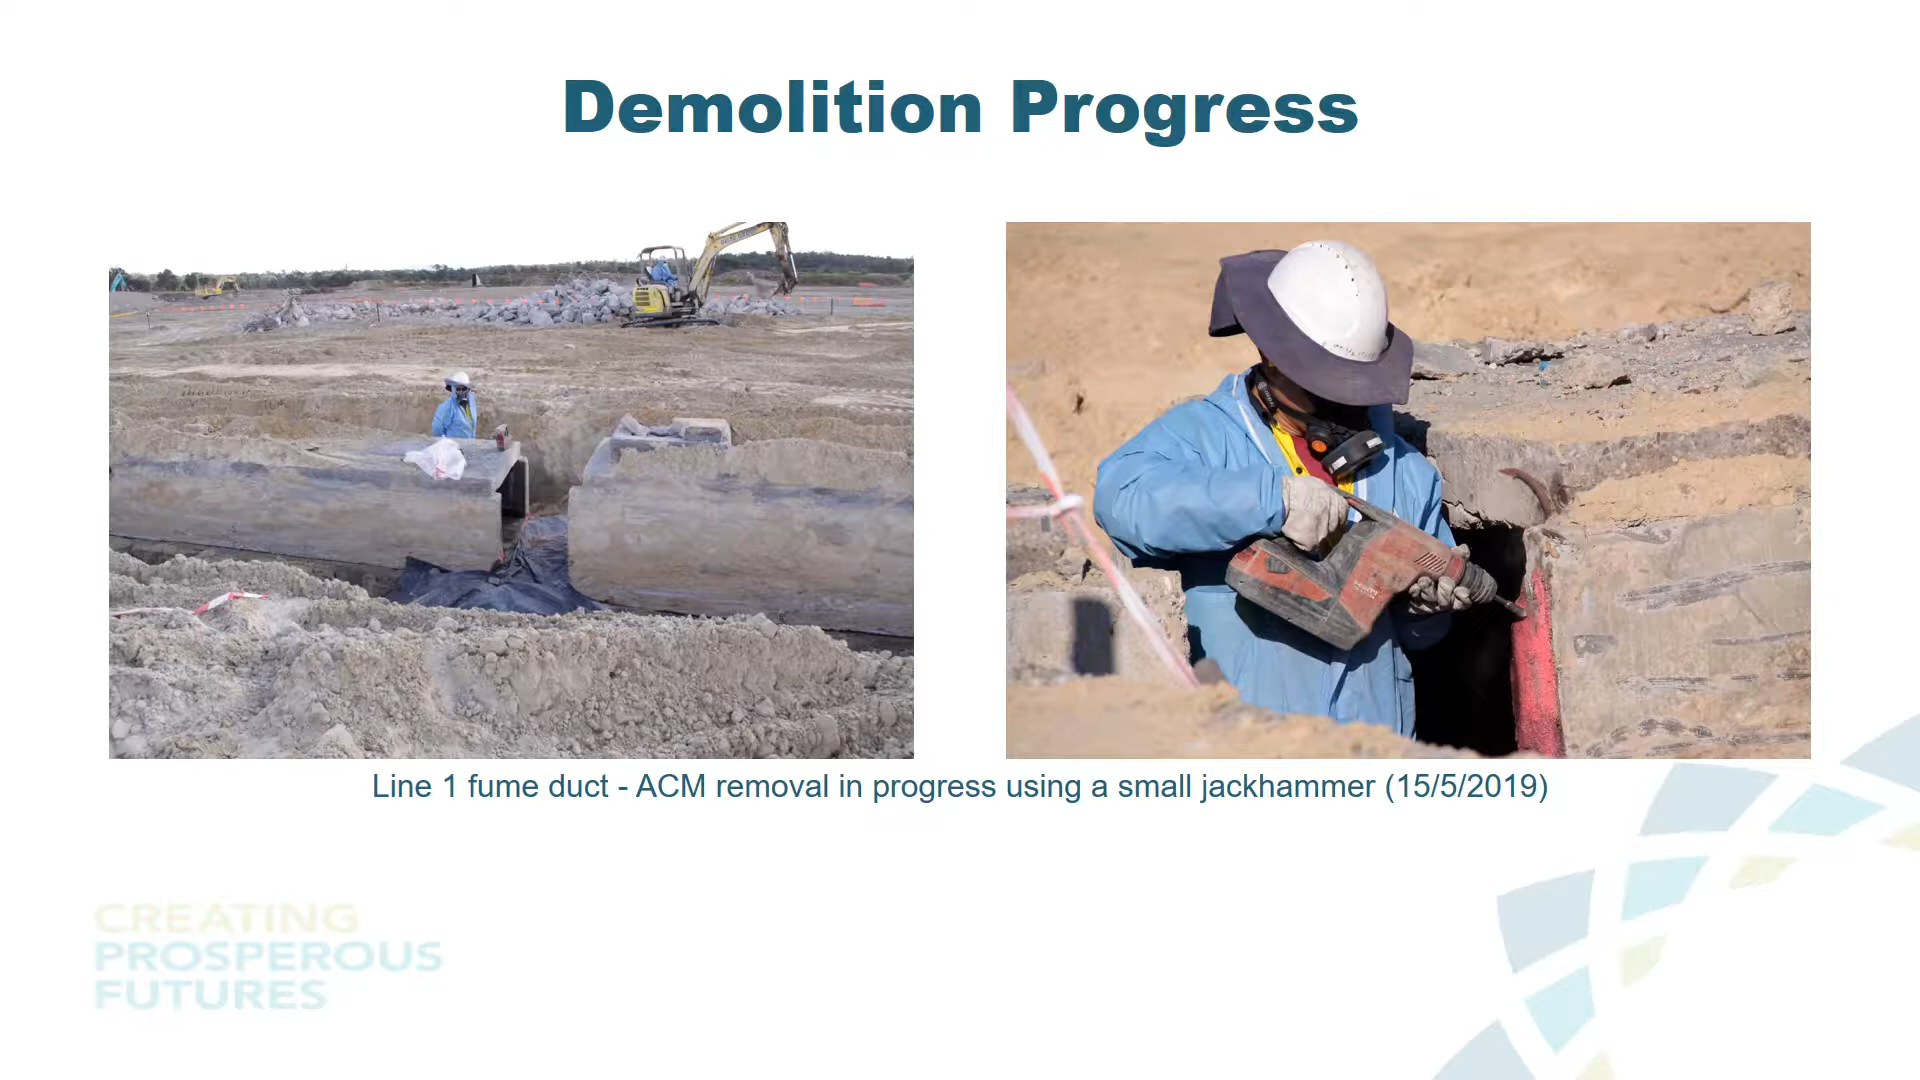 Demolition Progress
Line 1 fume duct - ACM removal in progress using a small jackhammer (15/5/2019)
CREATING
PROSPEROUS
FUTURES